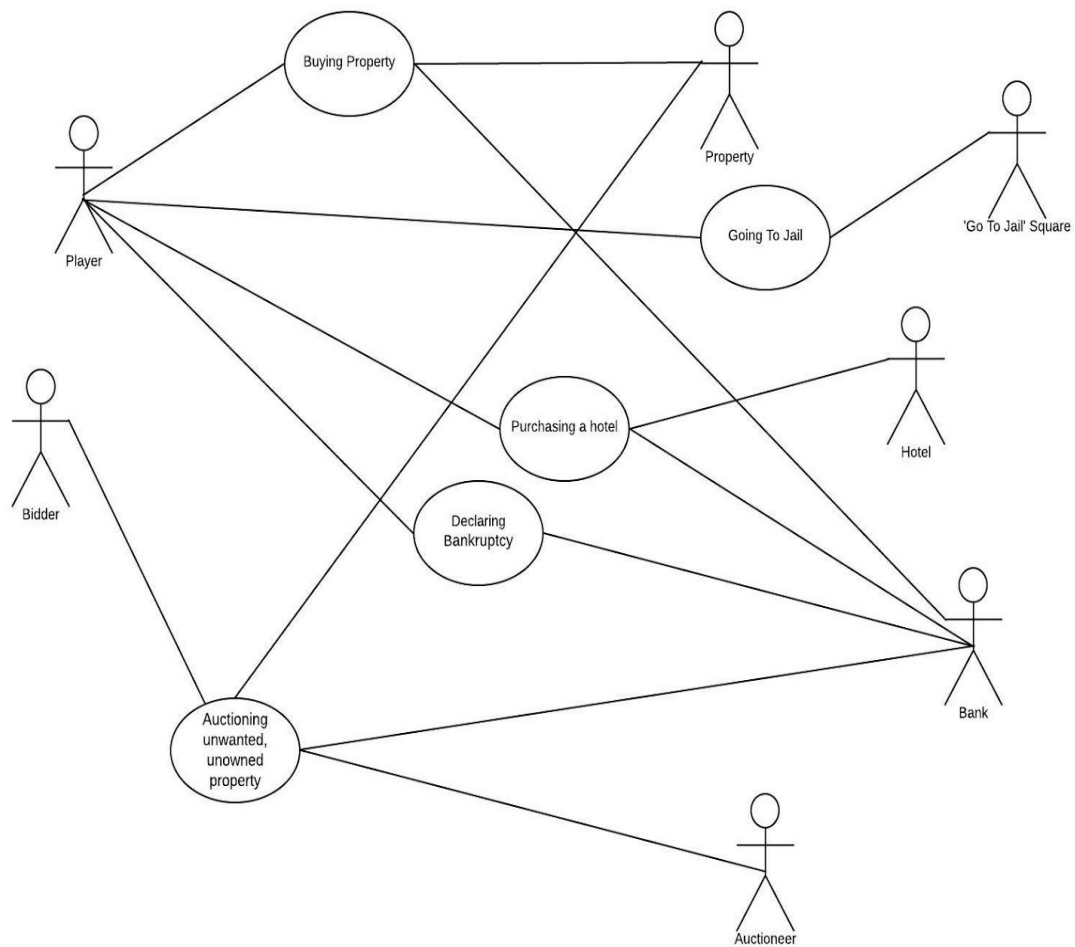 Buying Property
Property
'Go To Jail' Square
Going To Jail
Player
Purchasing a hotel
Hotel
Bidder
Declaring
Bankruptcy
Bank
Auctioning
unwanted,
unowned
property
Auctioneer